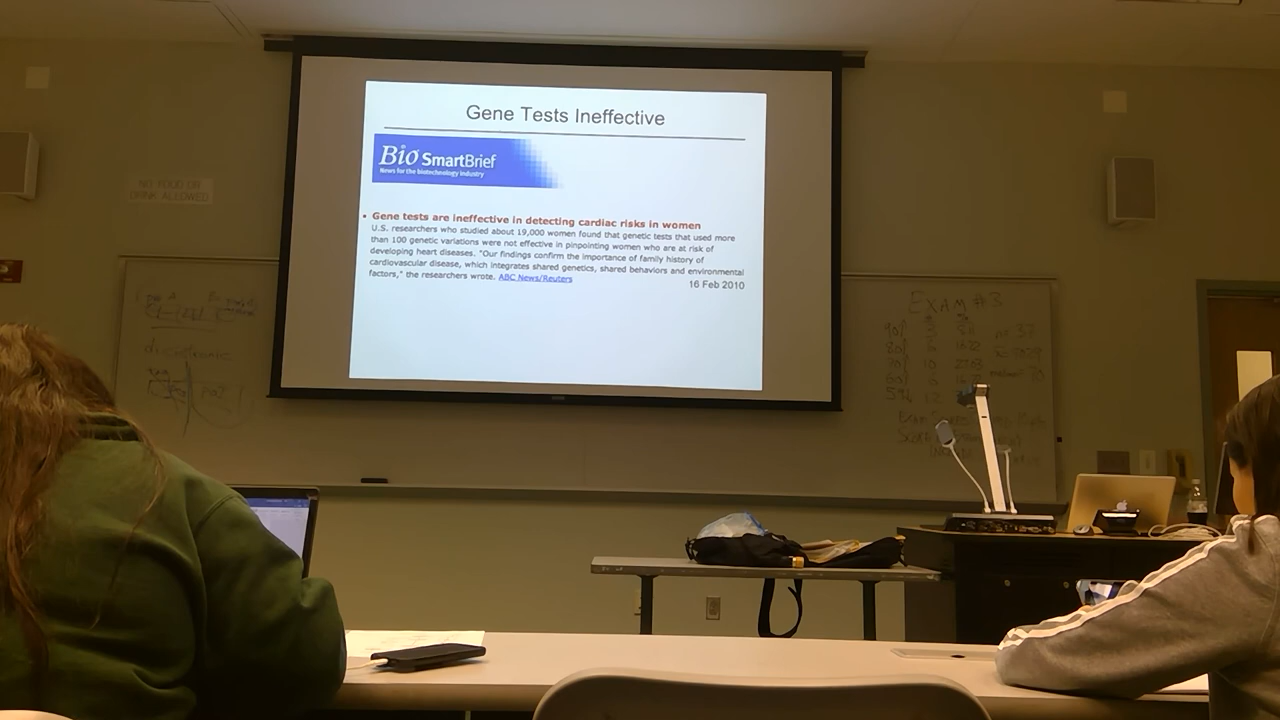 Gene Tests Ineffective
Bio SmartBrief
News for the biotechnology industry
• Gene tests are ineffective in detecting cardiac risks in women
U.S. researchers who studied about 19,000 women found that genetic tests that used more
than 100 genetic variations were not effective in pinpointing women who are at risk of
developing heart diseases. "Our findings confirm the importance of family history of
cardiovascular disease, which integrates shared genetics, shared behaviors and environmental
factors," the researchers wrote. ABC News/Reuters
16 Feb 2010
NO FOOD OR
DRINK ALLOWED
EXAM #3